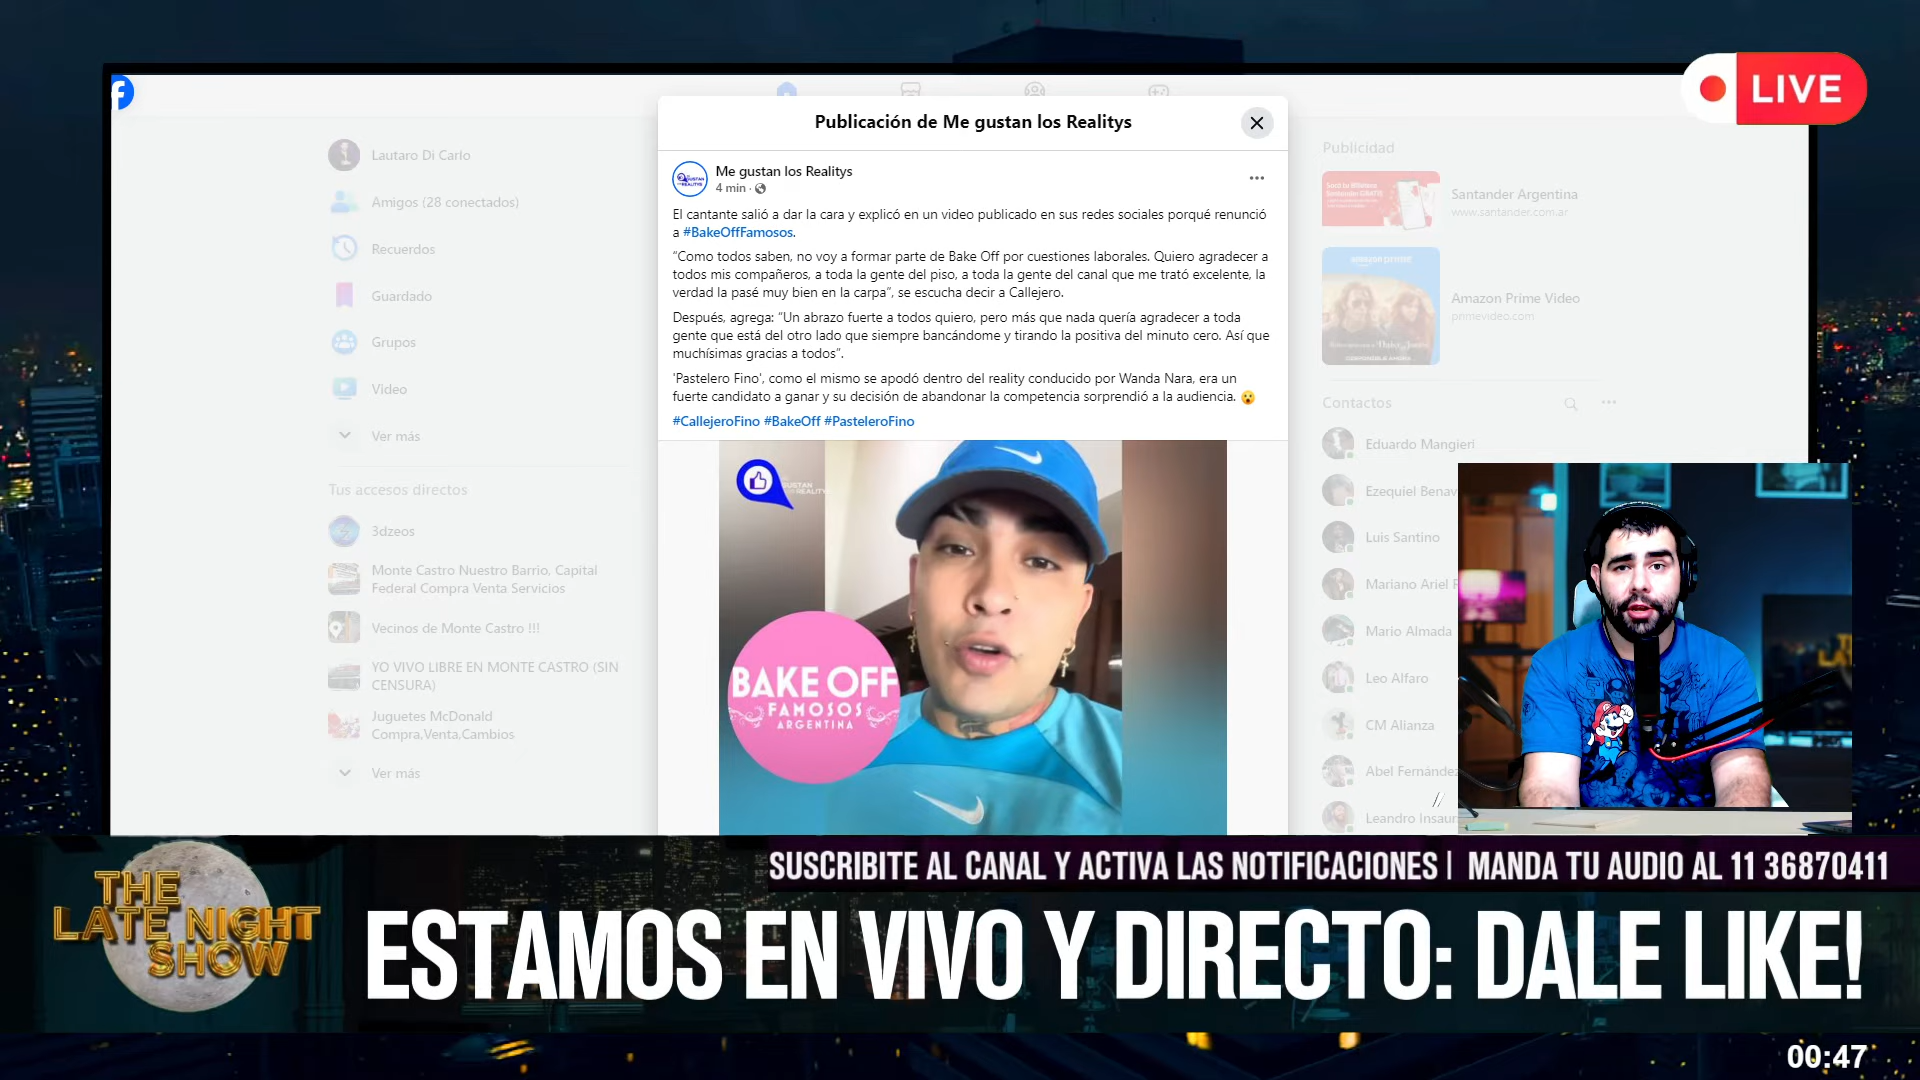 LIVE
Publicación de Me gustan los Realitys
Me gustan los Realitys
4 min ·
El cantante salió a dar la cara y explicó en un video publicado en sus redes sociales porqué renunció
a #BakeOffFamosos.
“Como todos saben, no voy a formar parte de Bake Off por cuestiones laborales. Quiero agradecer a
todos mis compañeros, a toda la gente del piso, a toda la gente del canal que me trató excelente, la
verdad la pasé muy bien en la carpa”, se escucha decir a Callejero.
Después, agrega: “Un abrazo fuerte a todos quiero, pero más que nada quería agradecer a toda
gente que está del otro lado que siempre bancándome y tirando la positiva del minuto cero. Así que
muchísimas gracias a todos”.
'Pastelero Fino', como el mismo se apodó dentro del reality conducido por Wanda Nara, era un
fuerte candidato a ganar y su decisión de abandonar la competencia sorprendió a la audiencia. 😮
#CallejeroFino #BakeOff #PasteleroFino
BAKE OFF
FAMOSOS
ARGENTINA
Lautaro Di Carlo
Amigos (28 conectados)
Recuerdos
Guardado
Grupos
Video
Ver más
Tus accesos directos
3dzeos
Monte Castro Nuestro Barrio, Capital
Federal Compra Venta Servicios
Vecinos de Monte Castro !!!
YO VIVO LIBRE EN MONTE CASTRO (SIN
CENSURA)
Juguetes McDonald
Compra,Venta,Cambios
Ver más
Publicidad
Santander Argentina
www.santander.com.ar
amazon prime
Amazon Prime Video
primevideo.com
Contactos
Eduardo Mangieri
Ezequiel Benav
Luis Santino
Mariano Ariel
Mario Almada
Leo Alfaro
CM Alianza
Abel Fernández
Leandro Insaur
SUSCRIBITE AL CANAL Y ACTIVA LAS NOTIFICACIONES | MANDA TU AUDIO AL 11 36870411
THE
LATE NIGHT
SHOW
ESTAMOS EN VIVO Y DIRECTO: DALE LIKE!
00:47